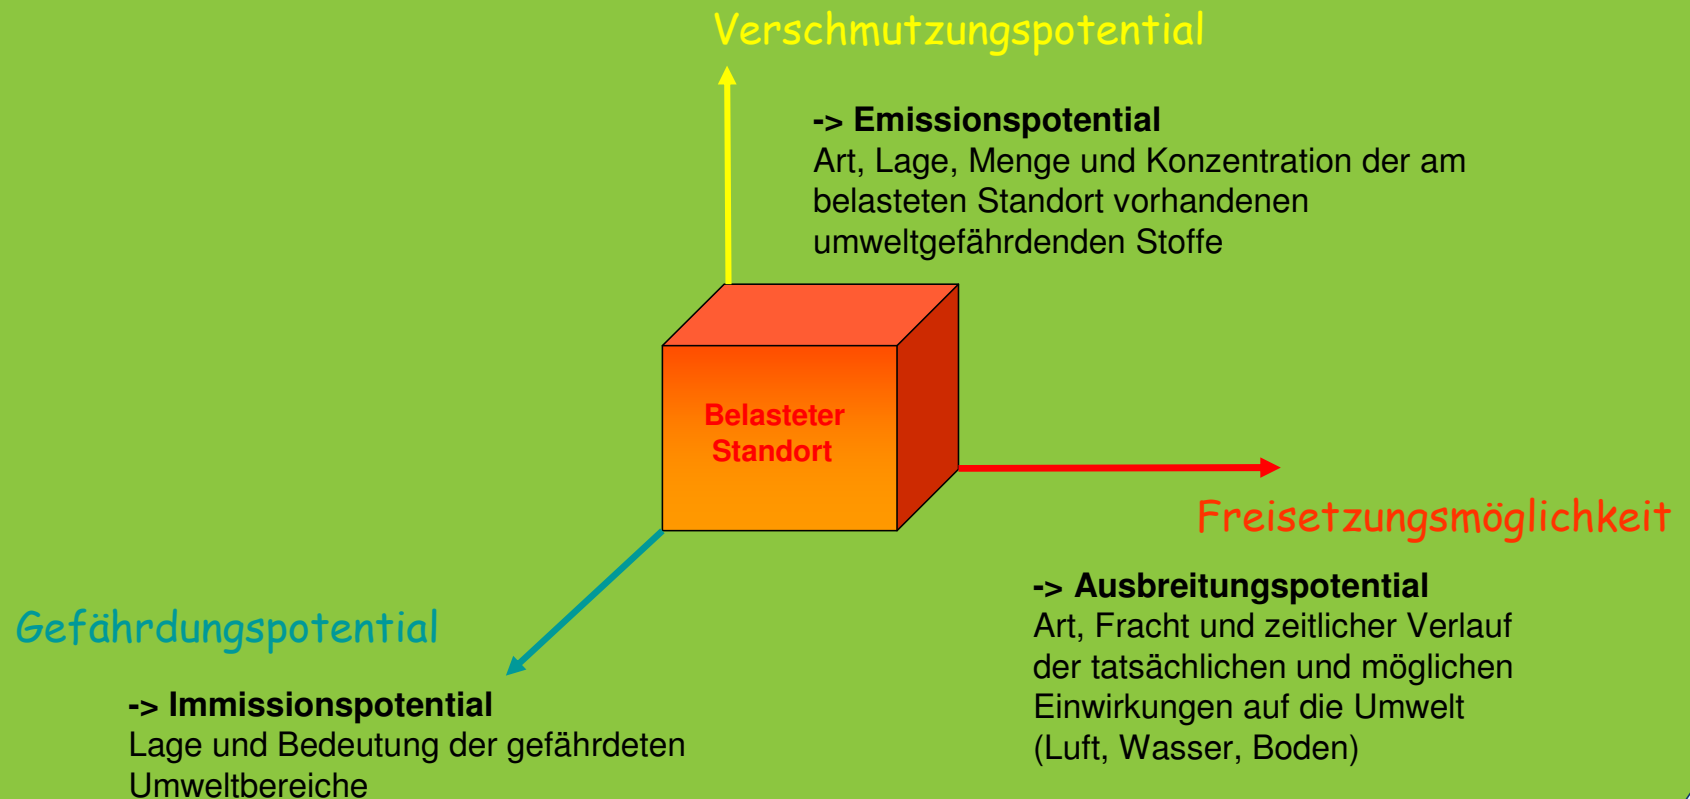 Verschmutzungspotential
-> Emissionspotential
Art, Lage, Menge und Konzentration der am
belasteten Standort vorhandenen
umweltgefährdenden Stoffe
Belasteter
Standort
Freisetzungsmöglichkeit
-> Ausbreitungspotential
Art, Fracht und zeitlicher Verlauf
der tatsächlichen und möglichen
Einwirkungen auf die Umwelt
(Luft, Wasser, Boden)
Gefährdungspotential
-> Immissionspotential
Lage und Bedeutung der gefährdeten
Umweltbereiche